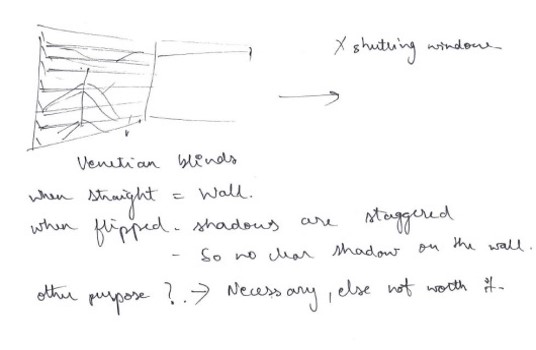 X shutting windows
Venetian blinds
when straight = Wall.
when flipped - shadows are staggered
- So no clear shadow on the wall.
other purpose ? → Necessary, else not worth it.